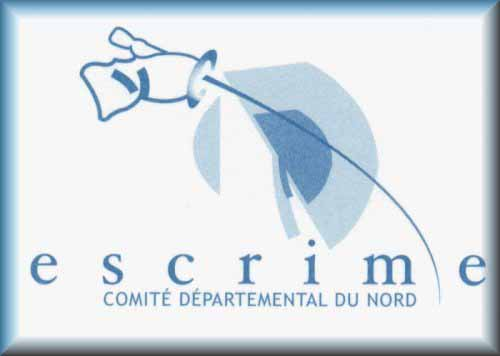 escrime
COMITÉ DÉPARTEMENTAL DU NORD